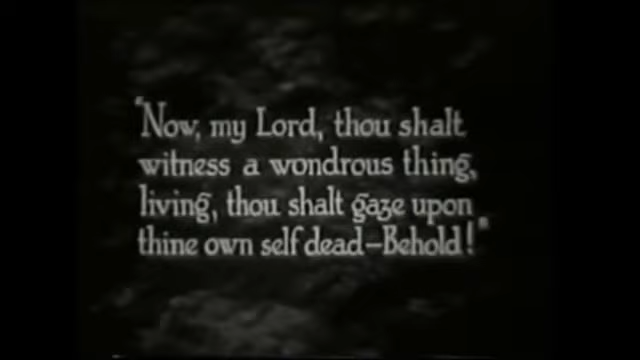 "Now, my Lord, thou shalt
witness a wondrous thing,
living, thou shalt gaze upon
thine own self dead—Behold!"